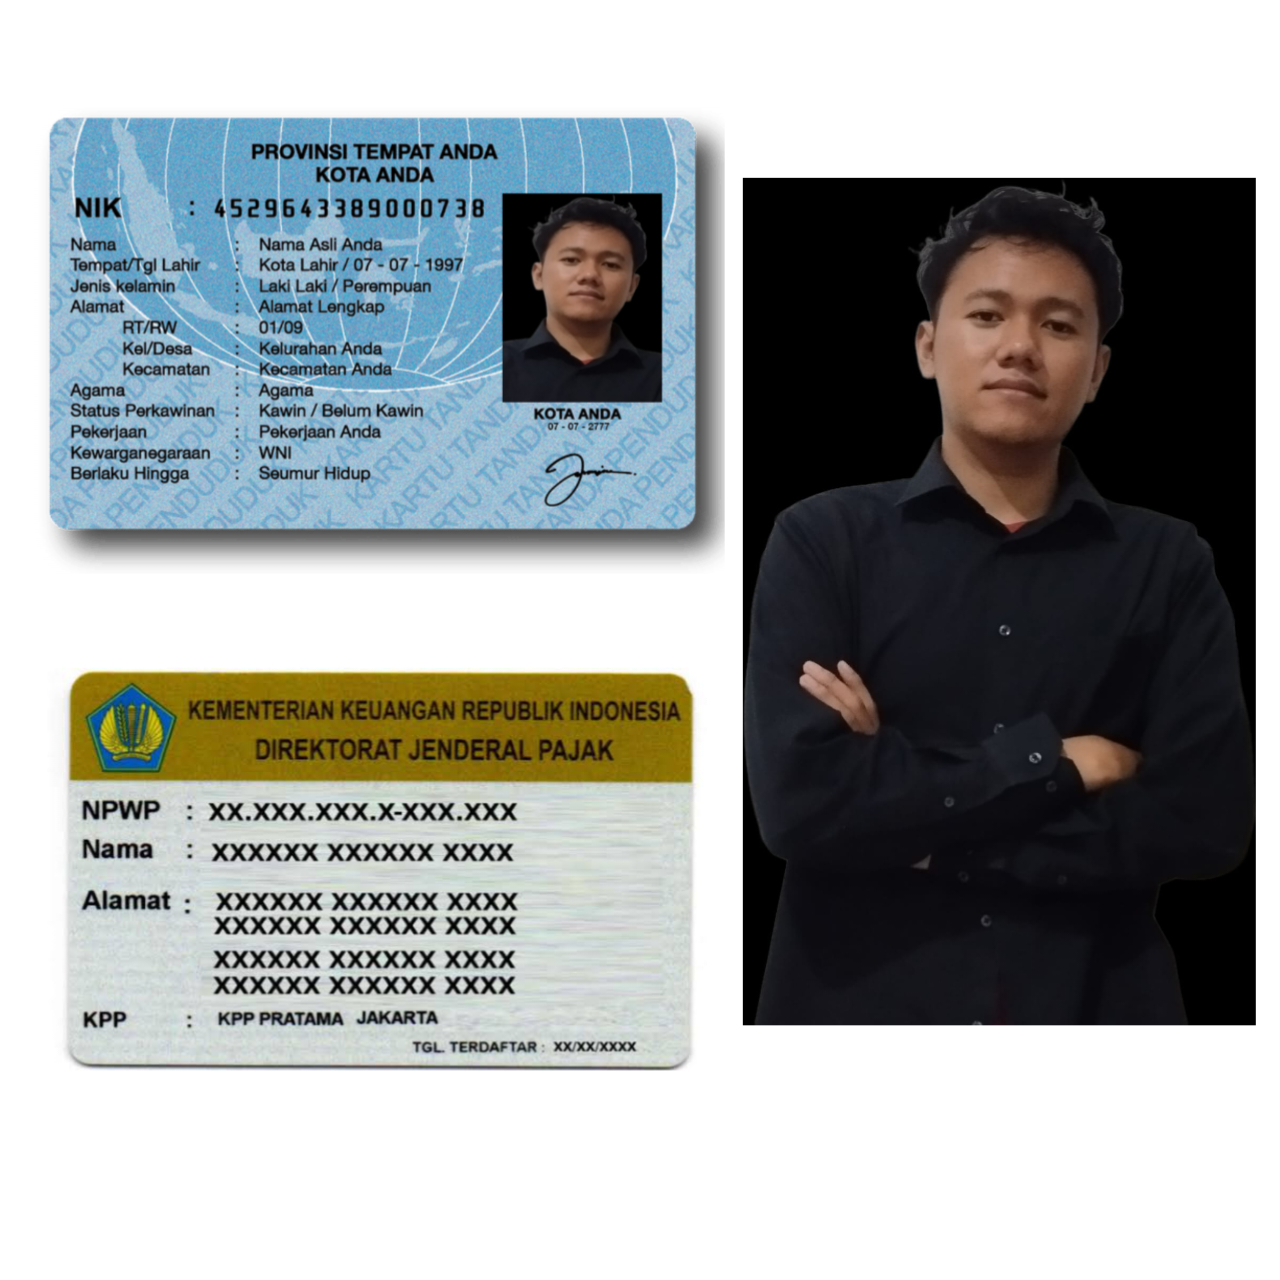 PROVINSI TEMPAT ANDA
KOTA ANDA
NIK : 4529643389000738
Nama : Nama Asli Anda
Tempat/Tgl Lahir : Kota Lahir / 07 - 07 - 1997
Jenis kelamin : Laki Laki / Perempuan
Alamat : Alamat Lengkap
RT/RW : 01/09
Kel/Desa : Kelurahan Anda
Kecamatan : Kecamatan Anda
Agama : Agama
Status Perkawinan : Kawin / Belum Kawin
Pekerjaan : Pekerjaan Anda
Kewarganegaraan : WNI
Berlaku Hingga : Seumur Hidup
KOTA ANDA
07 - 07 - 2777
KEMENTERIAN KEUANGAN REPUBLIK INDONESIA
DIREKTORAT JENDERAL PAJAK
NPWP : XX.XXX.XXX.X-XXX.XXX
Nama : XXXXXX XXXXXX XXXX
Alamat : XXXXXX XXXXXX XXXX
XXXXXX XXXXXX XXXX
XXXXXX XXXXXX XXXX
XXXXXX XXXXXX XXXX
KPP : KPP PRATAMA JAKARTA
TGL. TERDAFTAR : XX/XX/XXXX